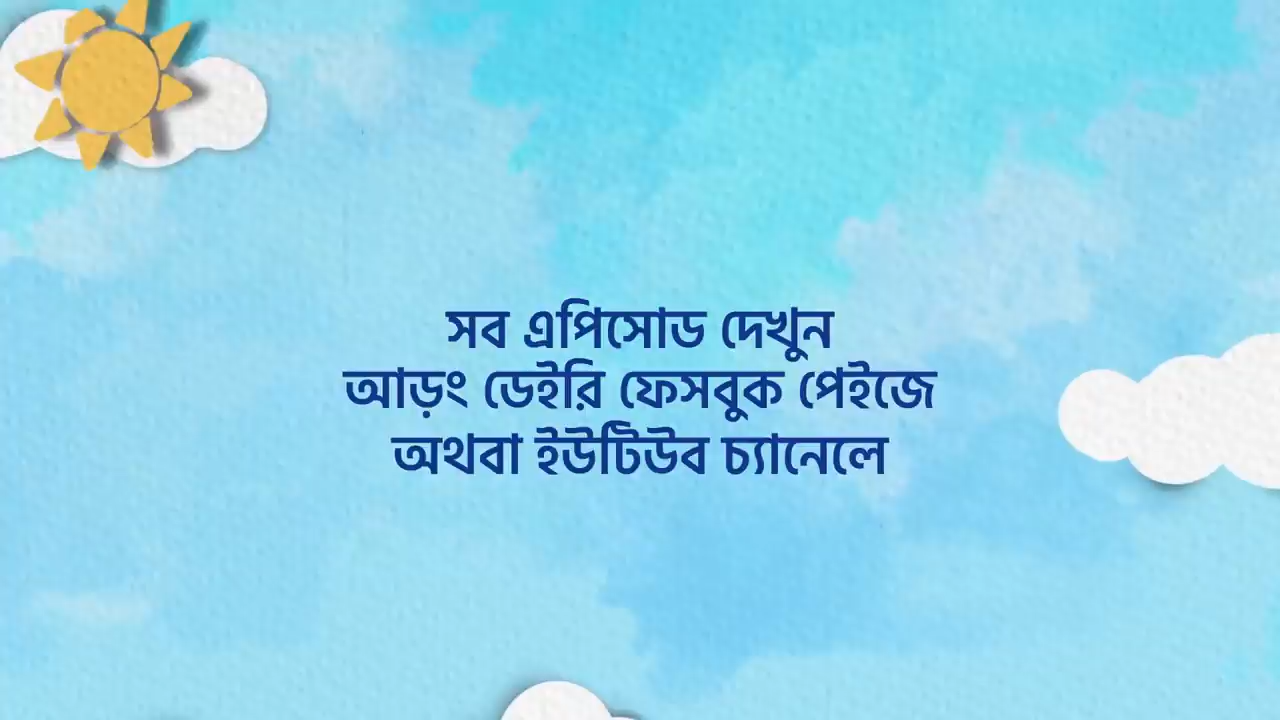 সব এপিসোড দেখুন
আড়ং ডেইরি ফেসবুক পেইজে
অথবা ইউটিউব চ্যানেলে